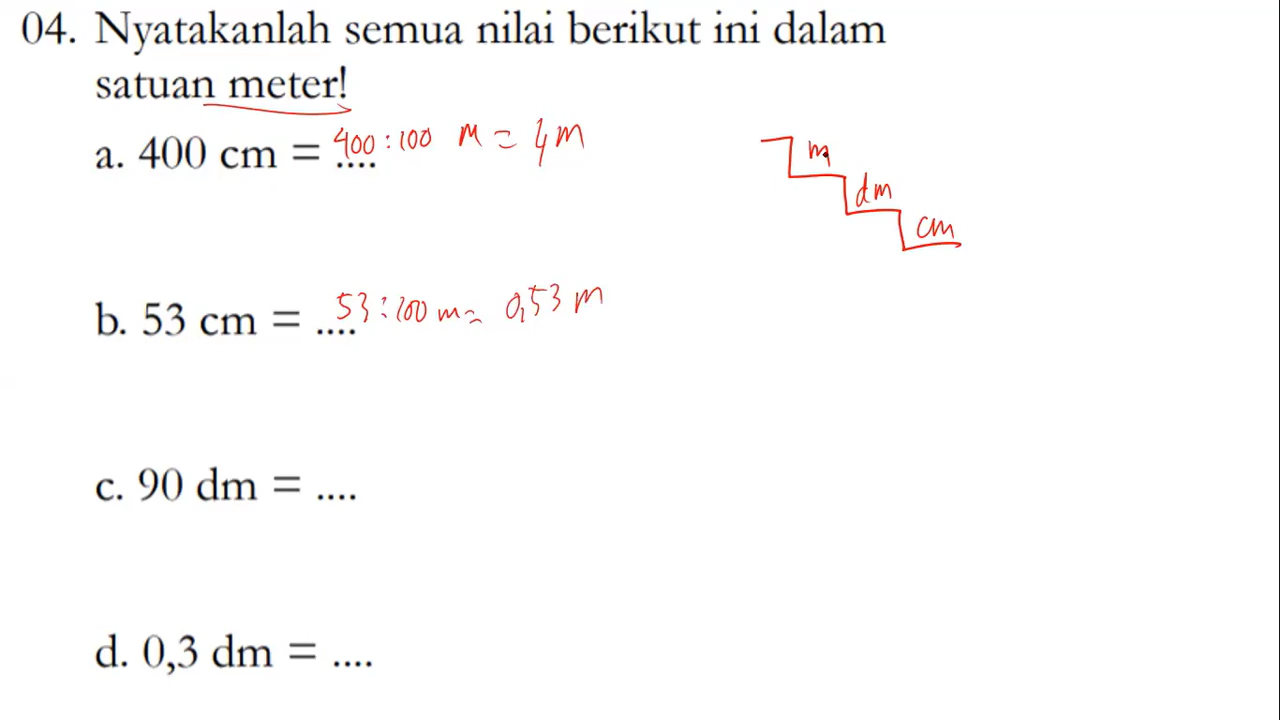 04. Nyatakanlah semua nilai berikut ini dalam
satuan meter!
a. 400 cm = .... 400 : 100 m = 4 m
m
dm
cm
b. 53 cm = .... 53 : 100 m = 0,53 m
c. 90 dm = ....
d. 0,3 dm = ....